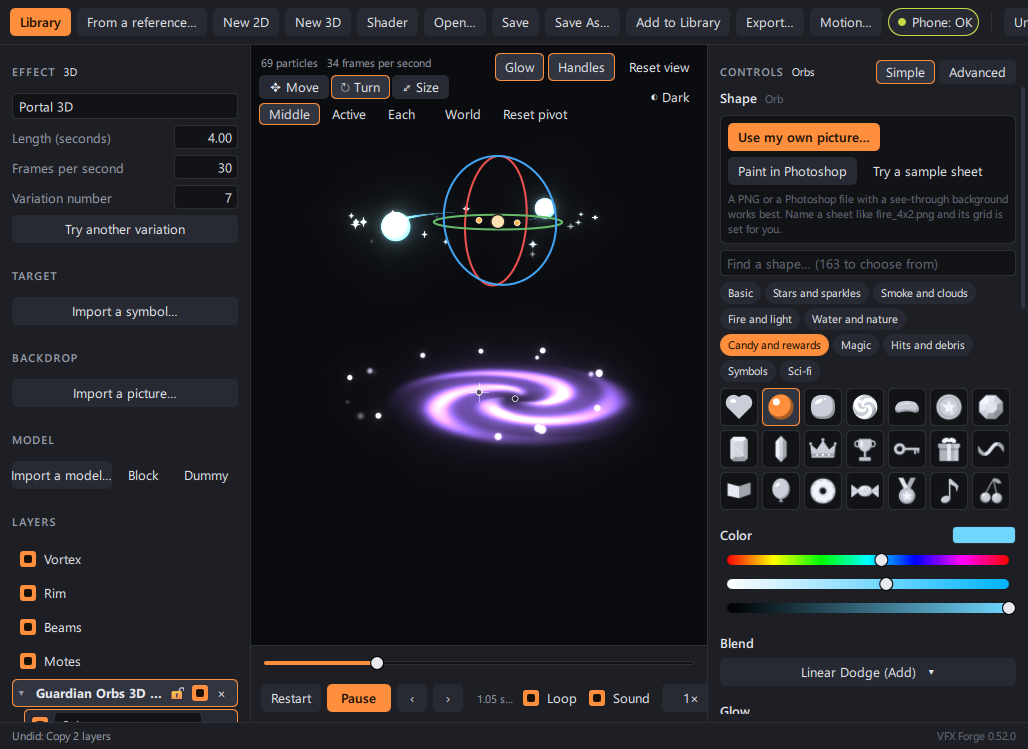 Library From a reference... New 2D New 3D Shader Open... Save Save As... Add to Library Export... Motion... Phone: OK
EFFECT 3D
Portal 3D
Length (seconds) 4.00
Frames per second 30
Variation number 7
Try another variation
TARGET
Import a symbol...
BACKDROP
Import a picture...
MODEL
Import a model... Block Dummy
LAYERS
Vortex
Rim
Beams
Motes
Guardian Orbs 3D ... ×
69 particles 34 frames per second
Glow Handles Reset view
Move Turn Size
Dark
Middle Active Each World Reset pivot
Restart Pause ‹ › 1.05 s... Loop Sound 1×
CONTROLS Orbs Simple Advanced
Shape Orb
Use my own picture...
Paint in Photoshop Try a sample sheet
A PNG or a Photoshop file with a see-through background
works best. Name a sheet like fire_4x2.png and its grid is
set for you.
Find a shape... (163 to choose from)
Basic Stars and sparkles Smoke and clouds
Fire and light Water and nature
Candy and rewards Magic Hits and debris
Symbols Sci-fi
Color
Blend
Linear Dodge (Add)
Glow
Undid: Copy 2 layers VFX Forge 0.52.0